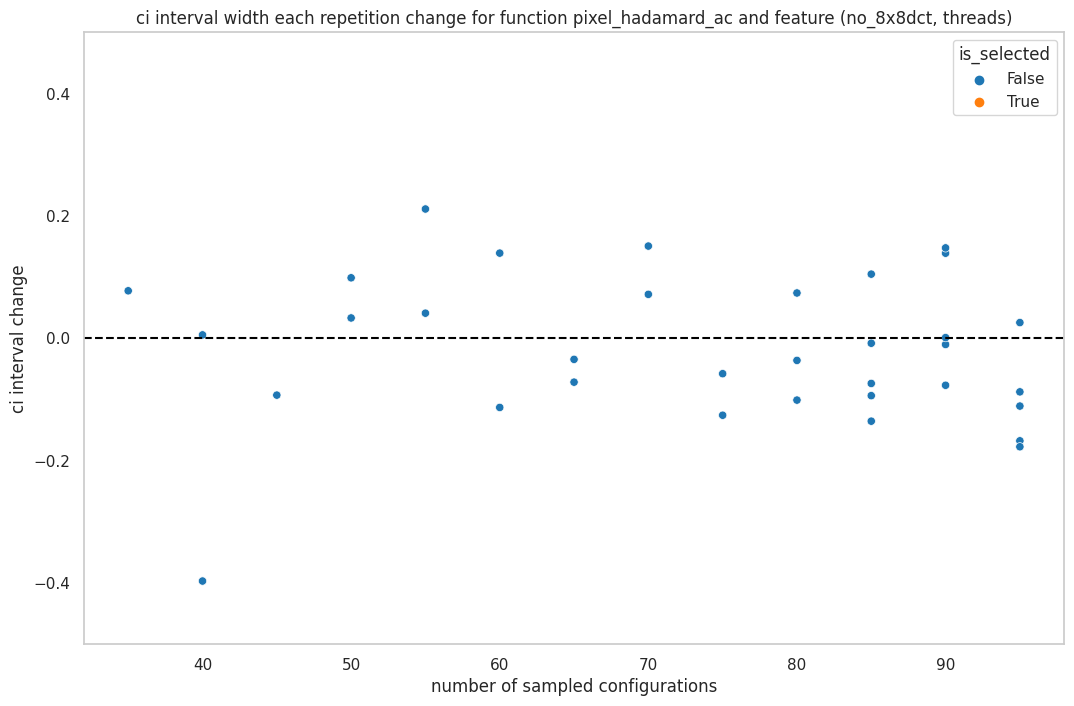 ci interval width each repetition change for function pixel_hadamard_ac and feature (no_8x8dct, threads)
is_selected
False
True
ci interval change
0.4
0.2
0.0
−0.2
−0.4
40 50 60 70 80 90
number of sampled configurations